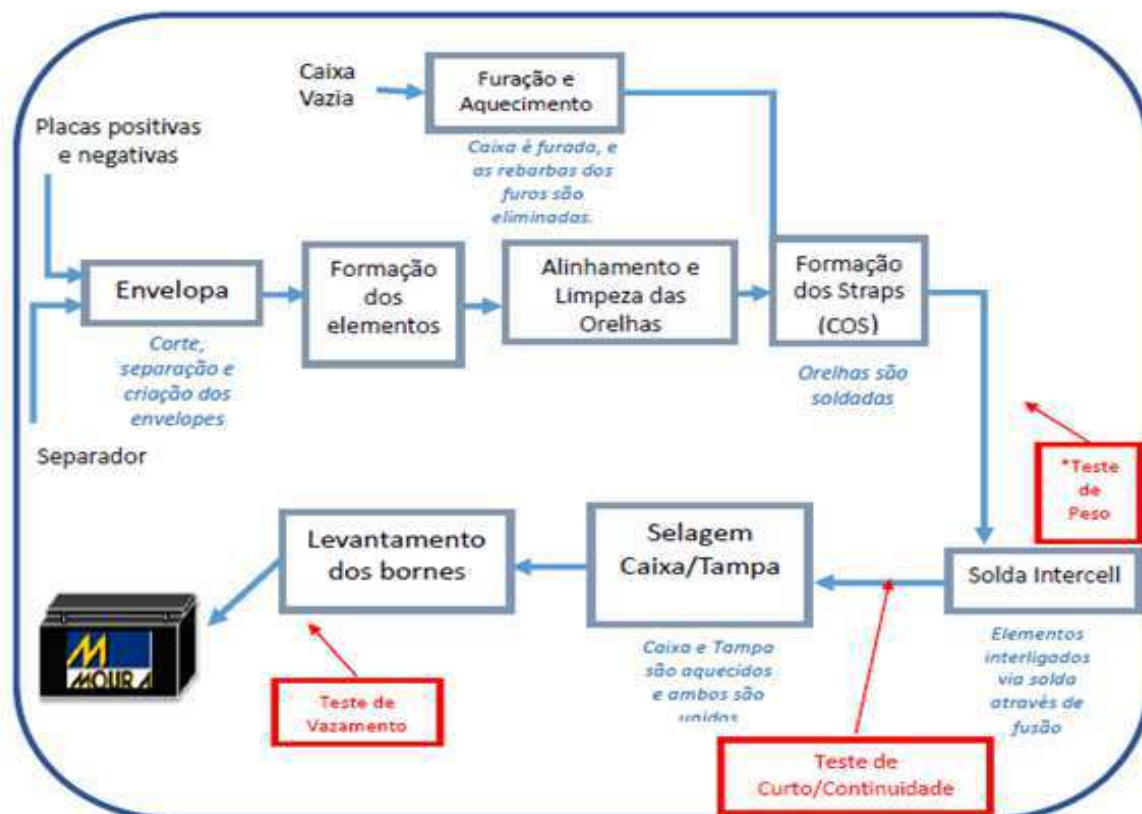 Caixa
Vazia
Furação e
Aquecimento
Caixa é furada, e
as rebarbas dos
furos são
eliminadas.
Placas positivas
e negativas
Envelopa
Corte,
separação e
criação dos
envelopes
Separador
Formação
dos
elementos
Alinhamento e
Limpeza das
Orelhas
Formação
dos Straps
(COS)
Orelhas são
soldadas
*Teste
de
Peso
Solda Intercell
Elementos
interligados
via solda
através de
fusão
Teste de
Curto/Continuidade
Selagem
Caixa/Tampa
Caixa e Tampa
são aquecidos
e ambos são
unidos
Levantamento
dos bornes
Teste de
Vazamento
MOURA